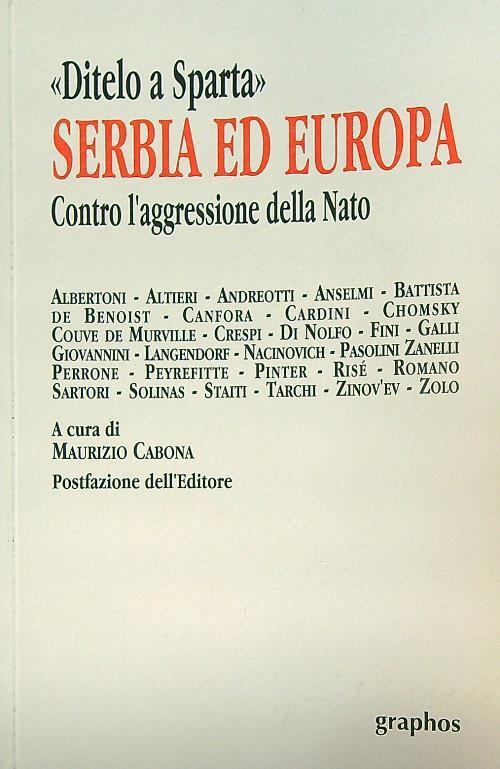 «Ditelo a Sparta»
SERBIA ED EUROPA
Contro l'aggressione della Nato
ALBERTONI - ALTIERI - ANDREOTTI - ANSELMI - BATTISTA
DE BENOIST - CANFORA - CARDINI - CHOMSKY
COUVE DE MURVILLE - CRESPI - DI NOLFO - FINI - GALLI
GIOVANNINI - LANGENDORF - NACINOVICH - PASOLINI ZANELLI
PERRONE - PEYREFITTE - PINTER - RISÉ - ROMANO
SARTORI - SOLINAS - STAITI - TARCHI - ZINOV'EV - ZOLO
A cura di
MAURIZIO CABONA
Postfazione dell'Editore
graphos